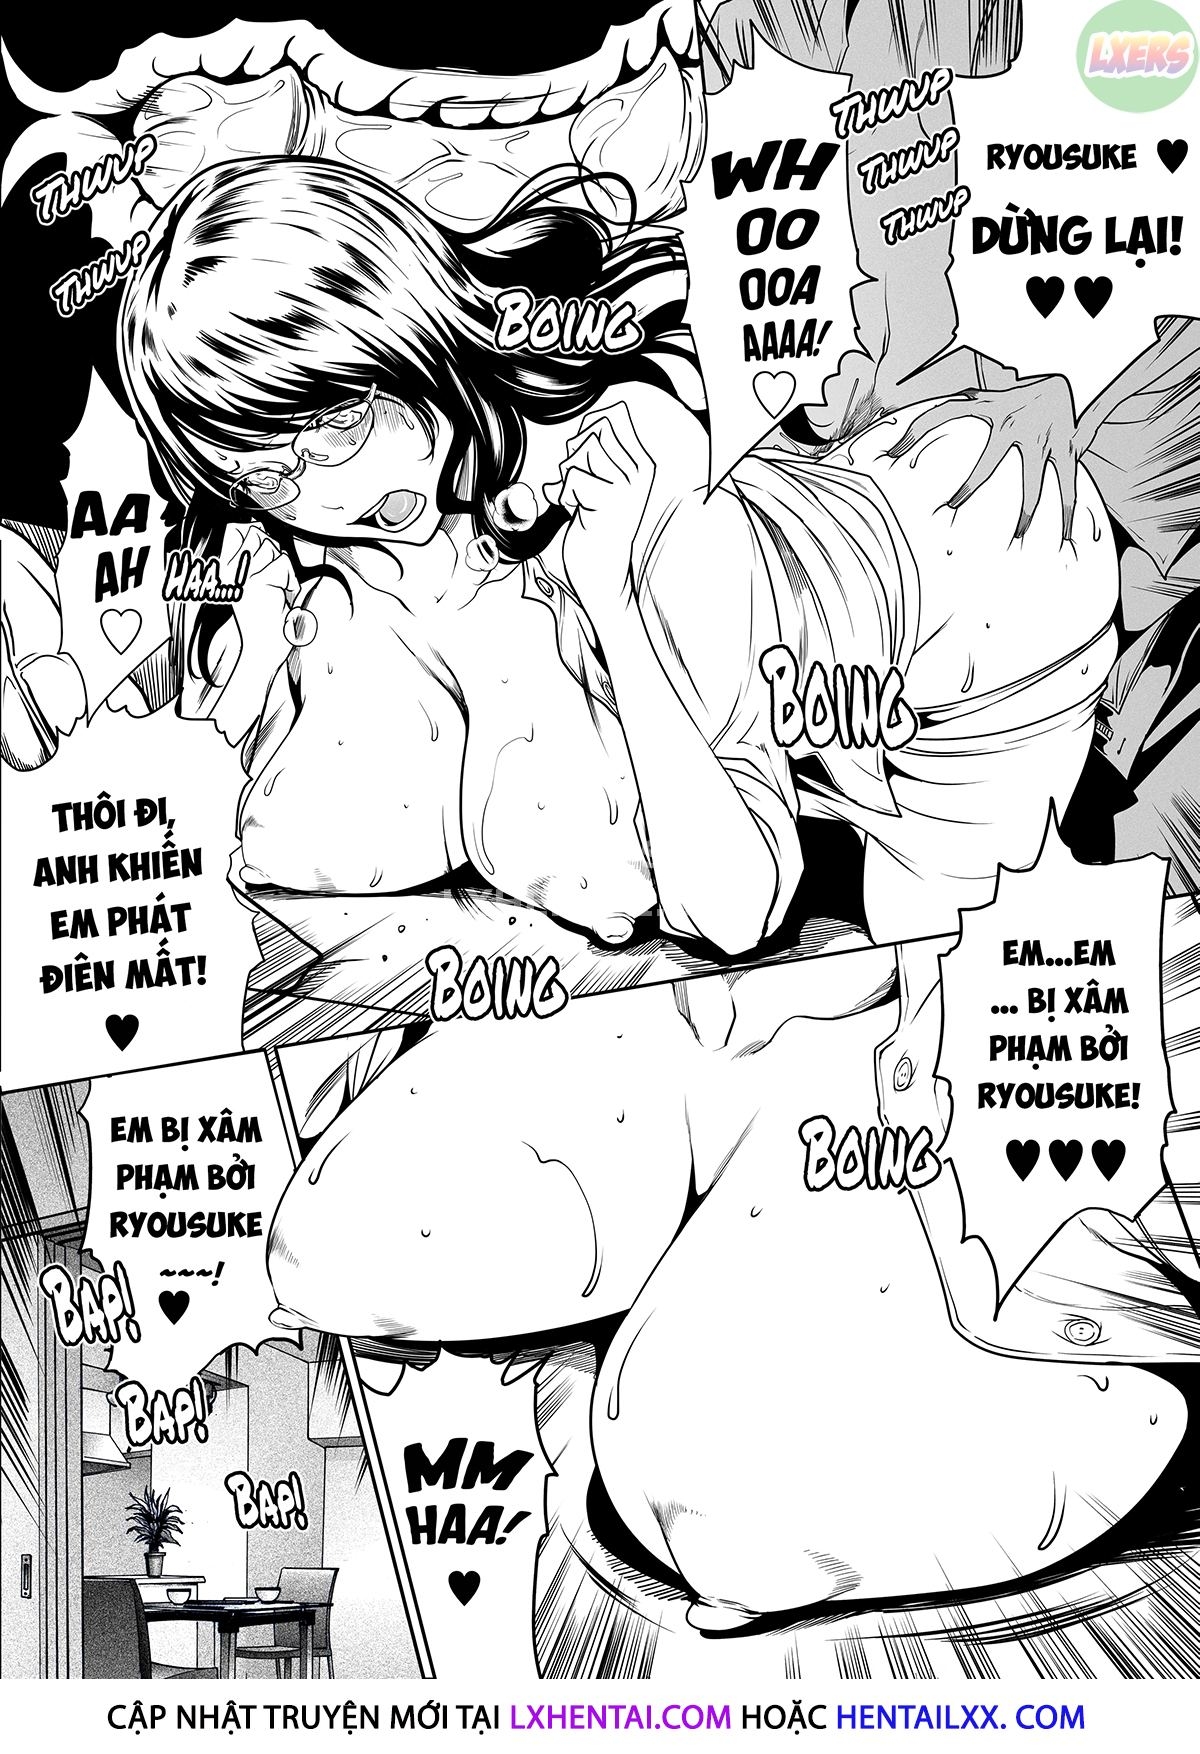 LXERS
RYOUSUKE ♥
DỪNG LẠI!
♥♥
THWUP
THWUP
THWUP
WH
OO
OOA
AAAA!
♡
THWUP
THWUP
BOING
AA
AH
♡
HAA...!
BOING
THÔI ĐI,
ANH KHIẾN
EM PHÁT
ĐIÊN MẤT!
♥
BOING
EM...EM
... BỊ XÂM
PHẠM BỞI
RYOUSUKE!
♥♥♥
BOING
EM BỊ XÂM
PHẠM BỞI
RYOUSUKE
~~~!
♥
BAP!
BAP!
BAP!
MM
HAA!
♥
CẬP NHẬT TRUYỆN MỚI TẠI LXHENTAI.COM HOẶC HENTAILXX. COM